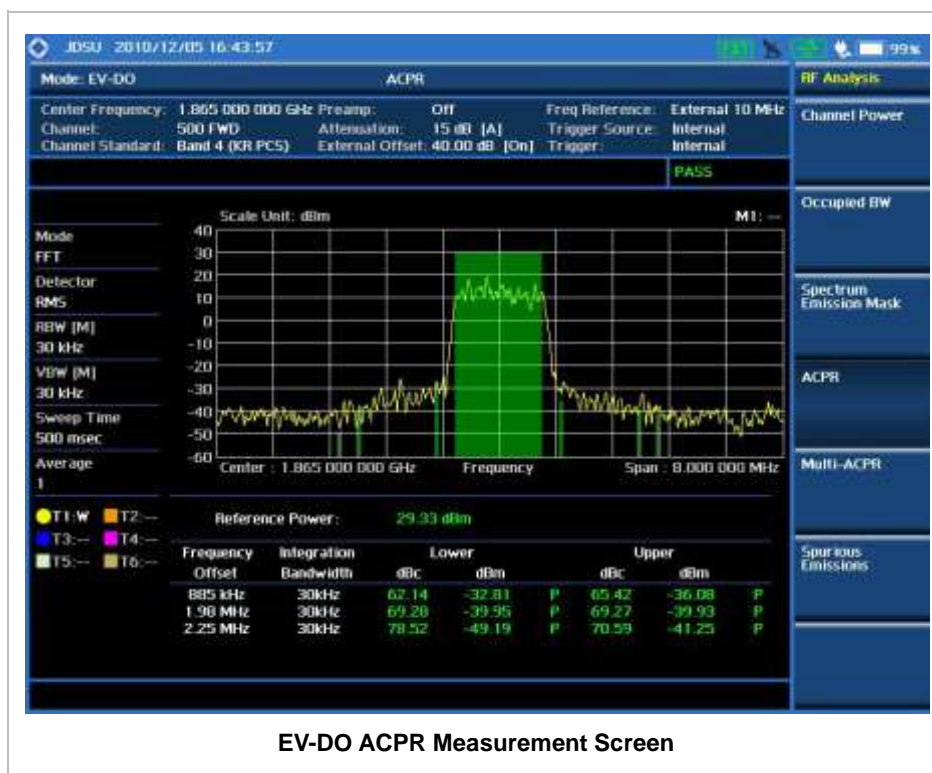 JDSU 2010/12/05 16:43:57 99%
Mode: EV-DO ACPR RF Analysis
Center Frequency: 1.865 000 000 GHz Preamp: Off Freq Reference: External 10 MHz
Channel: 500 FWD Attenuation: 15 dB [A] Trigger Source: Internal
Channel Standard: Band 4 (KR PCS) External Offset: 40.00 dB [On] Trigger: Internal
PASS
Channel Power
Occupied BW
Spectrum
Emission Mask
ACPR
Multi-ACPR
Spurious
Emissions
Mode
FFT
Detector
RMS
RBW [M]
30 kHz
VBW [M]
30 kHz
Sweep Time
500 msec
Average
1
T1:W T2:--
T3:-- T4:--
T5:-- T6:--
Scale Unit: dBm M1: --
40
30
20
10
0
-10
-20
-30
-40
-50
-60
Center : 1.865 000 000 GHz Frequency Span : 8.000 000 MHz
Reference Power: 29.33 dBm
Frequency Integration Lower Upper
Offset Bandwidth dBc dBm dBc dBm
885 kHz 30kHz 62.14 -32.81 P 65.42 -36.08 P
1.98 MHz 30kHz 69.28 -39.95 P 69.27 -39.93 P
2.25 MHz 30kHz 78.52 -49.19 P 70.59 -41.25 P
EV-DO ACPR Measurement Screen